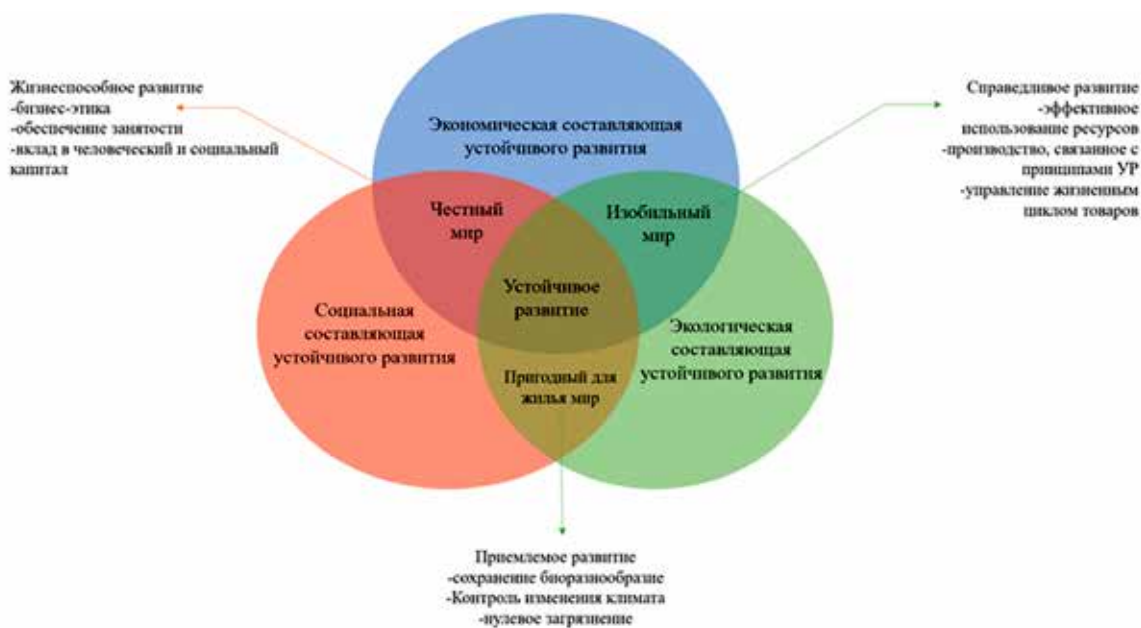 Жизнеспособное развитие
-бизнес-этика
-обеспечение занятости
-вклад в человеческий и социальный
капитал
Экономическая составляющая
устойчивого развития
Справедливое развитие
-эффективное
использование ресурсов
-производство, связанное с
принципами УР
-управление жизненным
циклом товаров
Честный
мир
Изобильный
мир
Устойчивое
развитие
Социальная
составляющая
устойчивого развития
Экологическая
составляющая
устойчивого развития
Пригодный для
жилья мир
Приемлемое развитие
-сохранение биоразнообразие
-Контроль изменения климата
-нулевое загрязнение